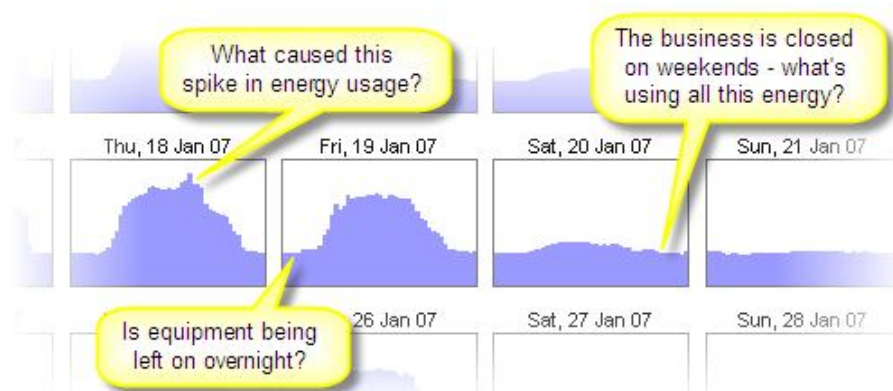 What caused this
spike in energy usage?
The business is closed
on weekends - what's
using all this energy?
Thu, 18 Jan 07
Fri, 19 Jan 07
Sat, 20 Jan 07
Sun, 21 Jan 07
Is equipment being
left on overnight?
26 Jan 07
Sat, 27 Jan 07
Sun, 28 Jan 07